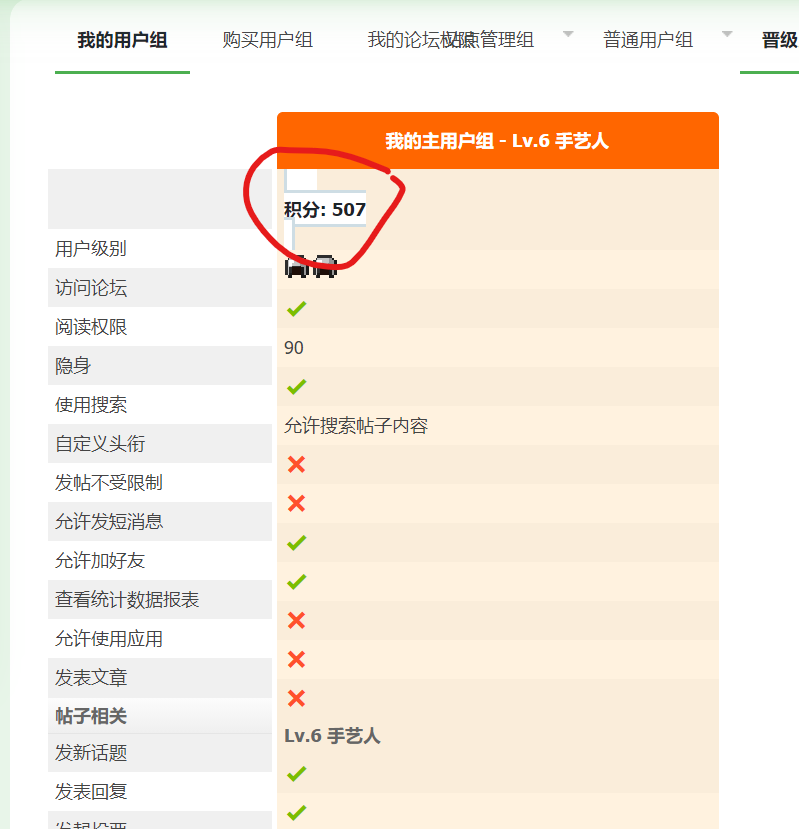 我的用户组
购买用户组
我的论坛权限
站点管理组
普通用户组
晋级
我的主用户组 - Lv.6 手艺人
积分: 507
用户级别
访问论坛
阅读权限
90
隐身
使用搜索
允许搜索帖子内容
自定义头衔
发帖不受限制
允许发短消息
允许加好友
查看统计数据报表
允许使用应用
发表文章
帖子相关
Lv.6 手艺人
发新话题
发表回复
发起投票